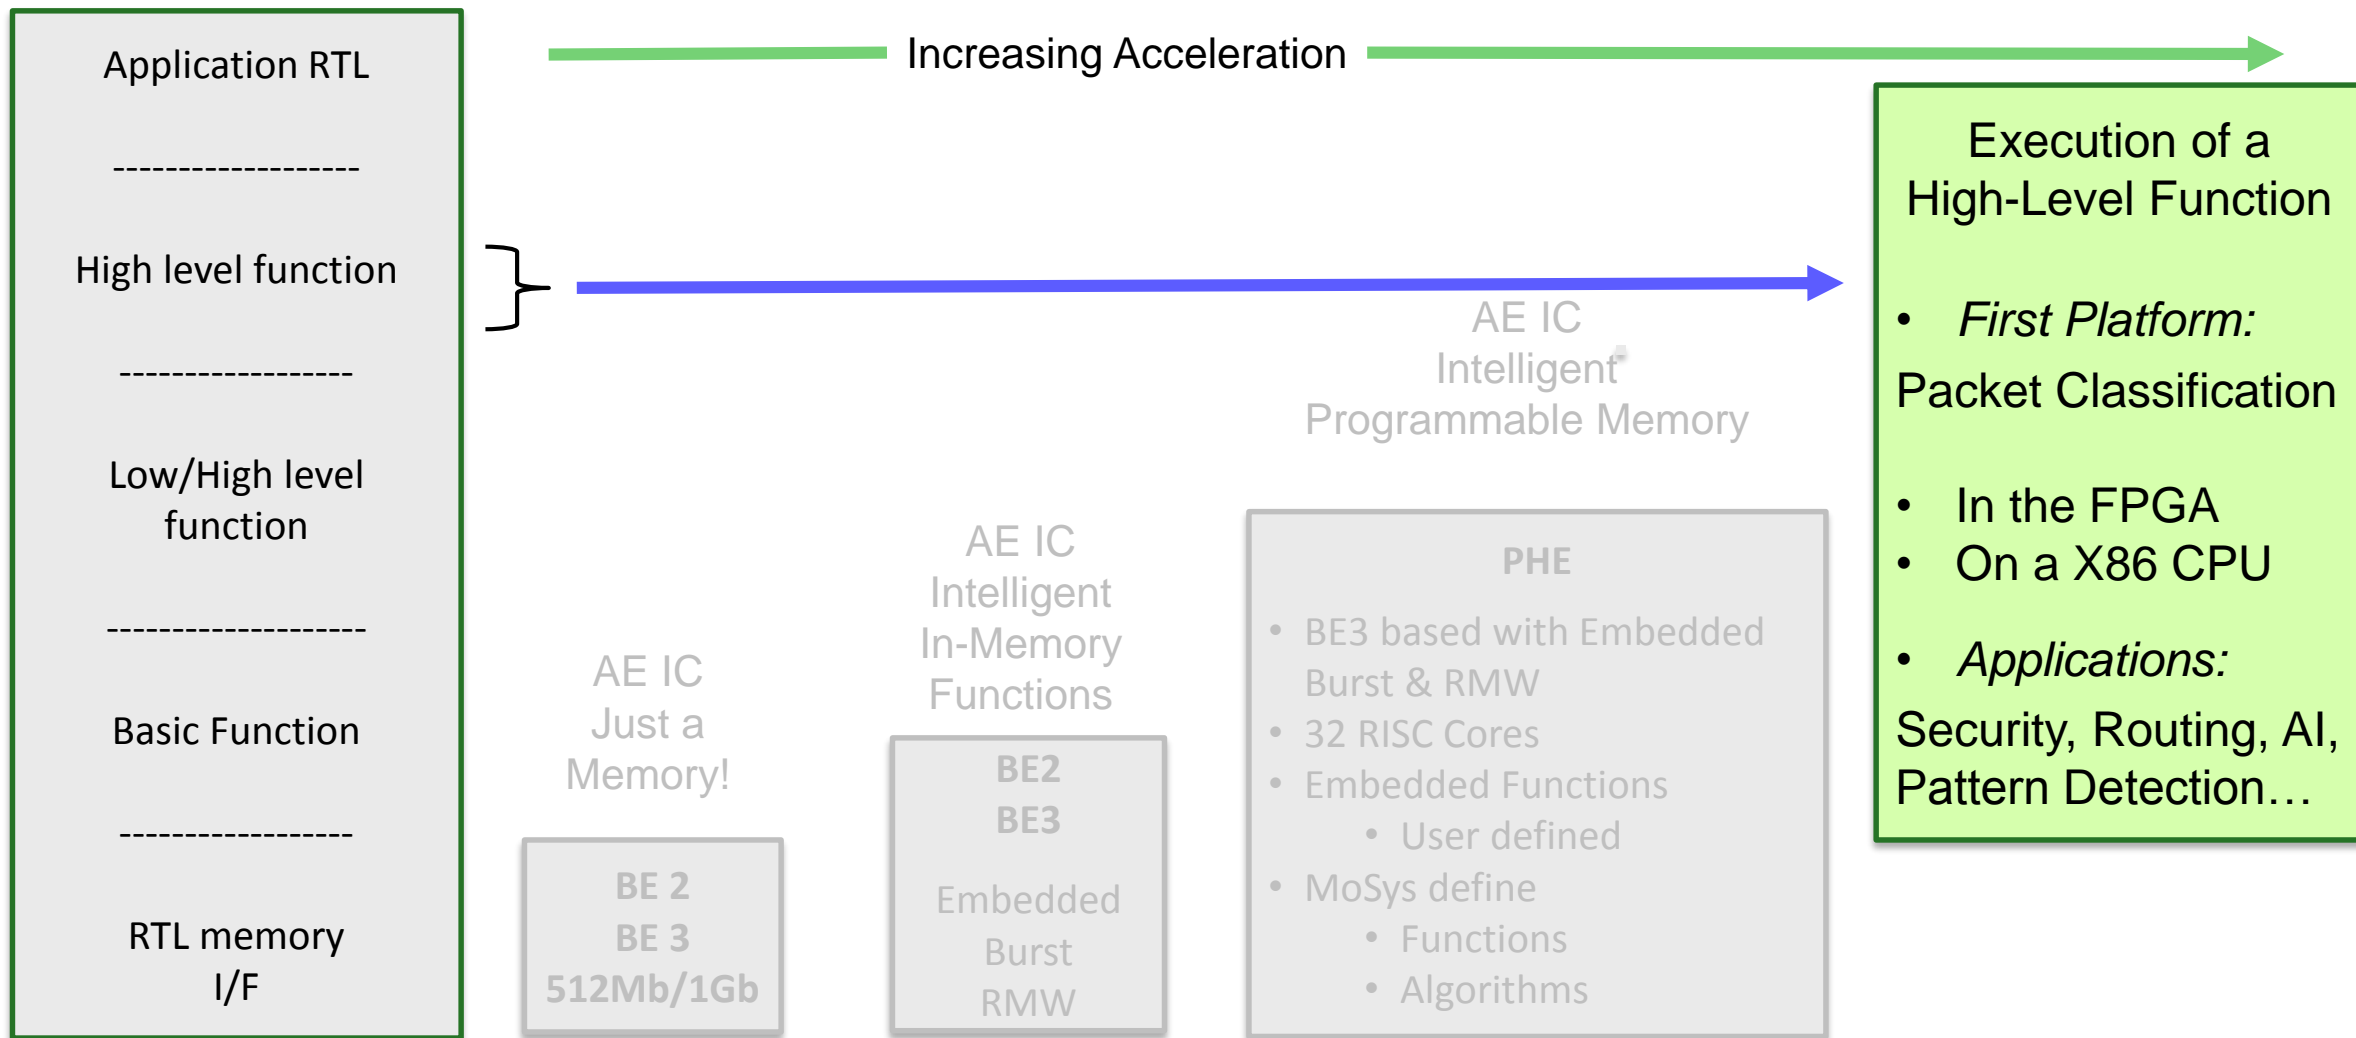 Application RTL
-------------------
High level function
------------------
Low/High level
function
--------------------
Basic Function
------------------
RTL memory
I/F
Increasing Acceleration
AE IC
Just a
Memory!
BE 2
BE 3
512Mb/1Gb
AE IC
Intelligent
In-Memory
Functions
BE2
BE3
Embedded
Burst
RMW
AE IC
Intelligent
Programmable Memory
PHE
• BE3 based with Embedded
Burst & RMW
• 32 RISC Cores
• Embedded Functions
• User defined
• MoSys define
• Functions
• Algorithms
Execution of a
High-Level Function
• First Platform:
Packet Classification
• In the FPGA
• On a X86 CPU
• Applications:
Security, Routing, AI,
Pattern Detection…